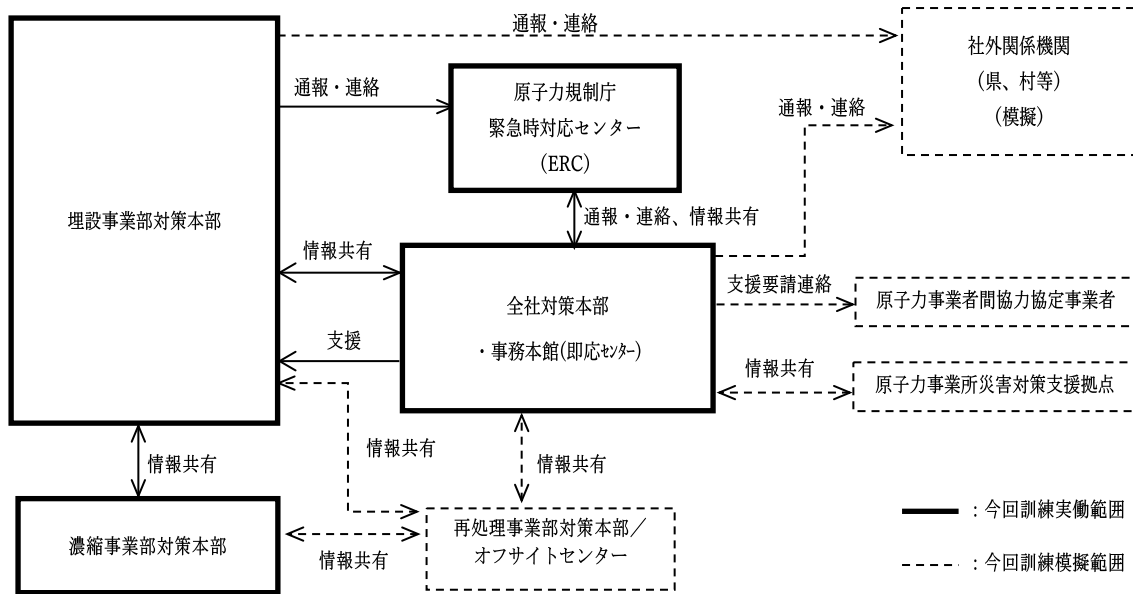 通報・連絡
社外関係機関
(県、村等)
(模擬)
通報・連絡
原子力規制庁
緊急時対応センター
(ERC)
通報・連絡
通報・連絡、情報共有
埋設事業部対策本部
情報共有
支援要請連絡
原子力事業者間協力協定事業者
全社対策本部
・事務本館(即応センター)
支援
情報共有
原子力事業所災害対策支援拠点
情報共有
情報共有
情報共有
再処理事業部対策本部/
オフサイトセンター
濃縮事業部対策本部
情報共有
:今回訓練実働範囲
:今回訓練模擬範囲